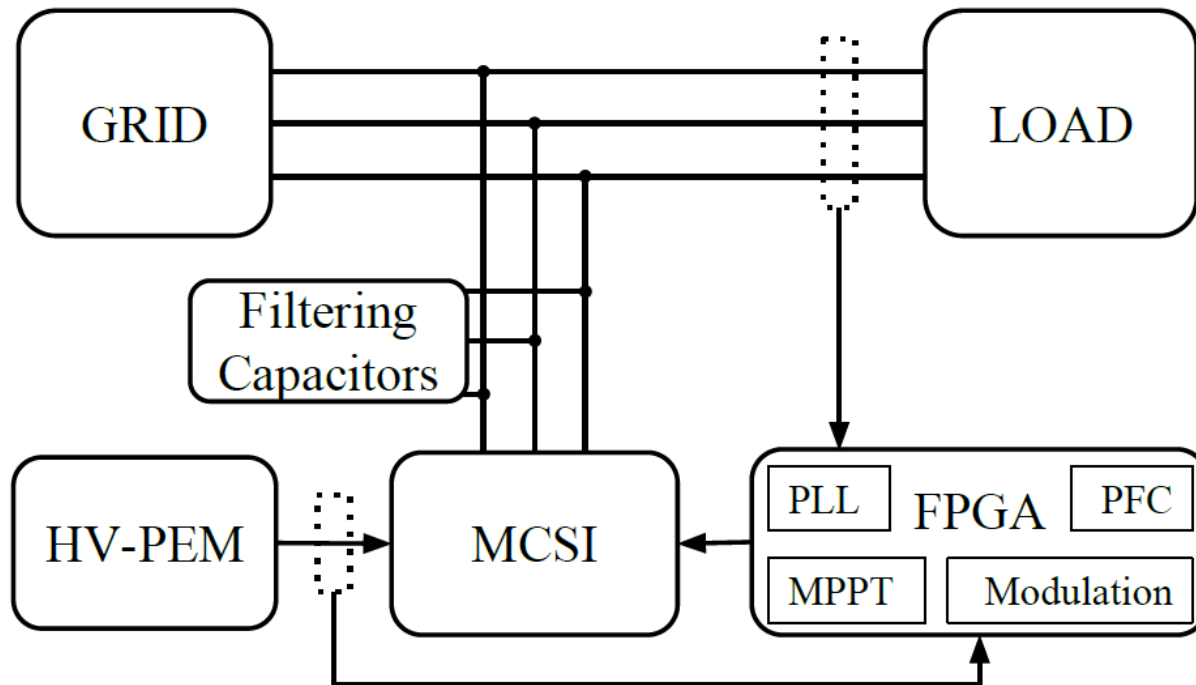 GRID
LOAD
Filtering
Capacitors
HV-PEM
MCSI
PLL
FPGA
PFC
MPPT
Modulation